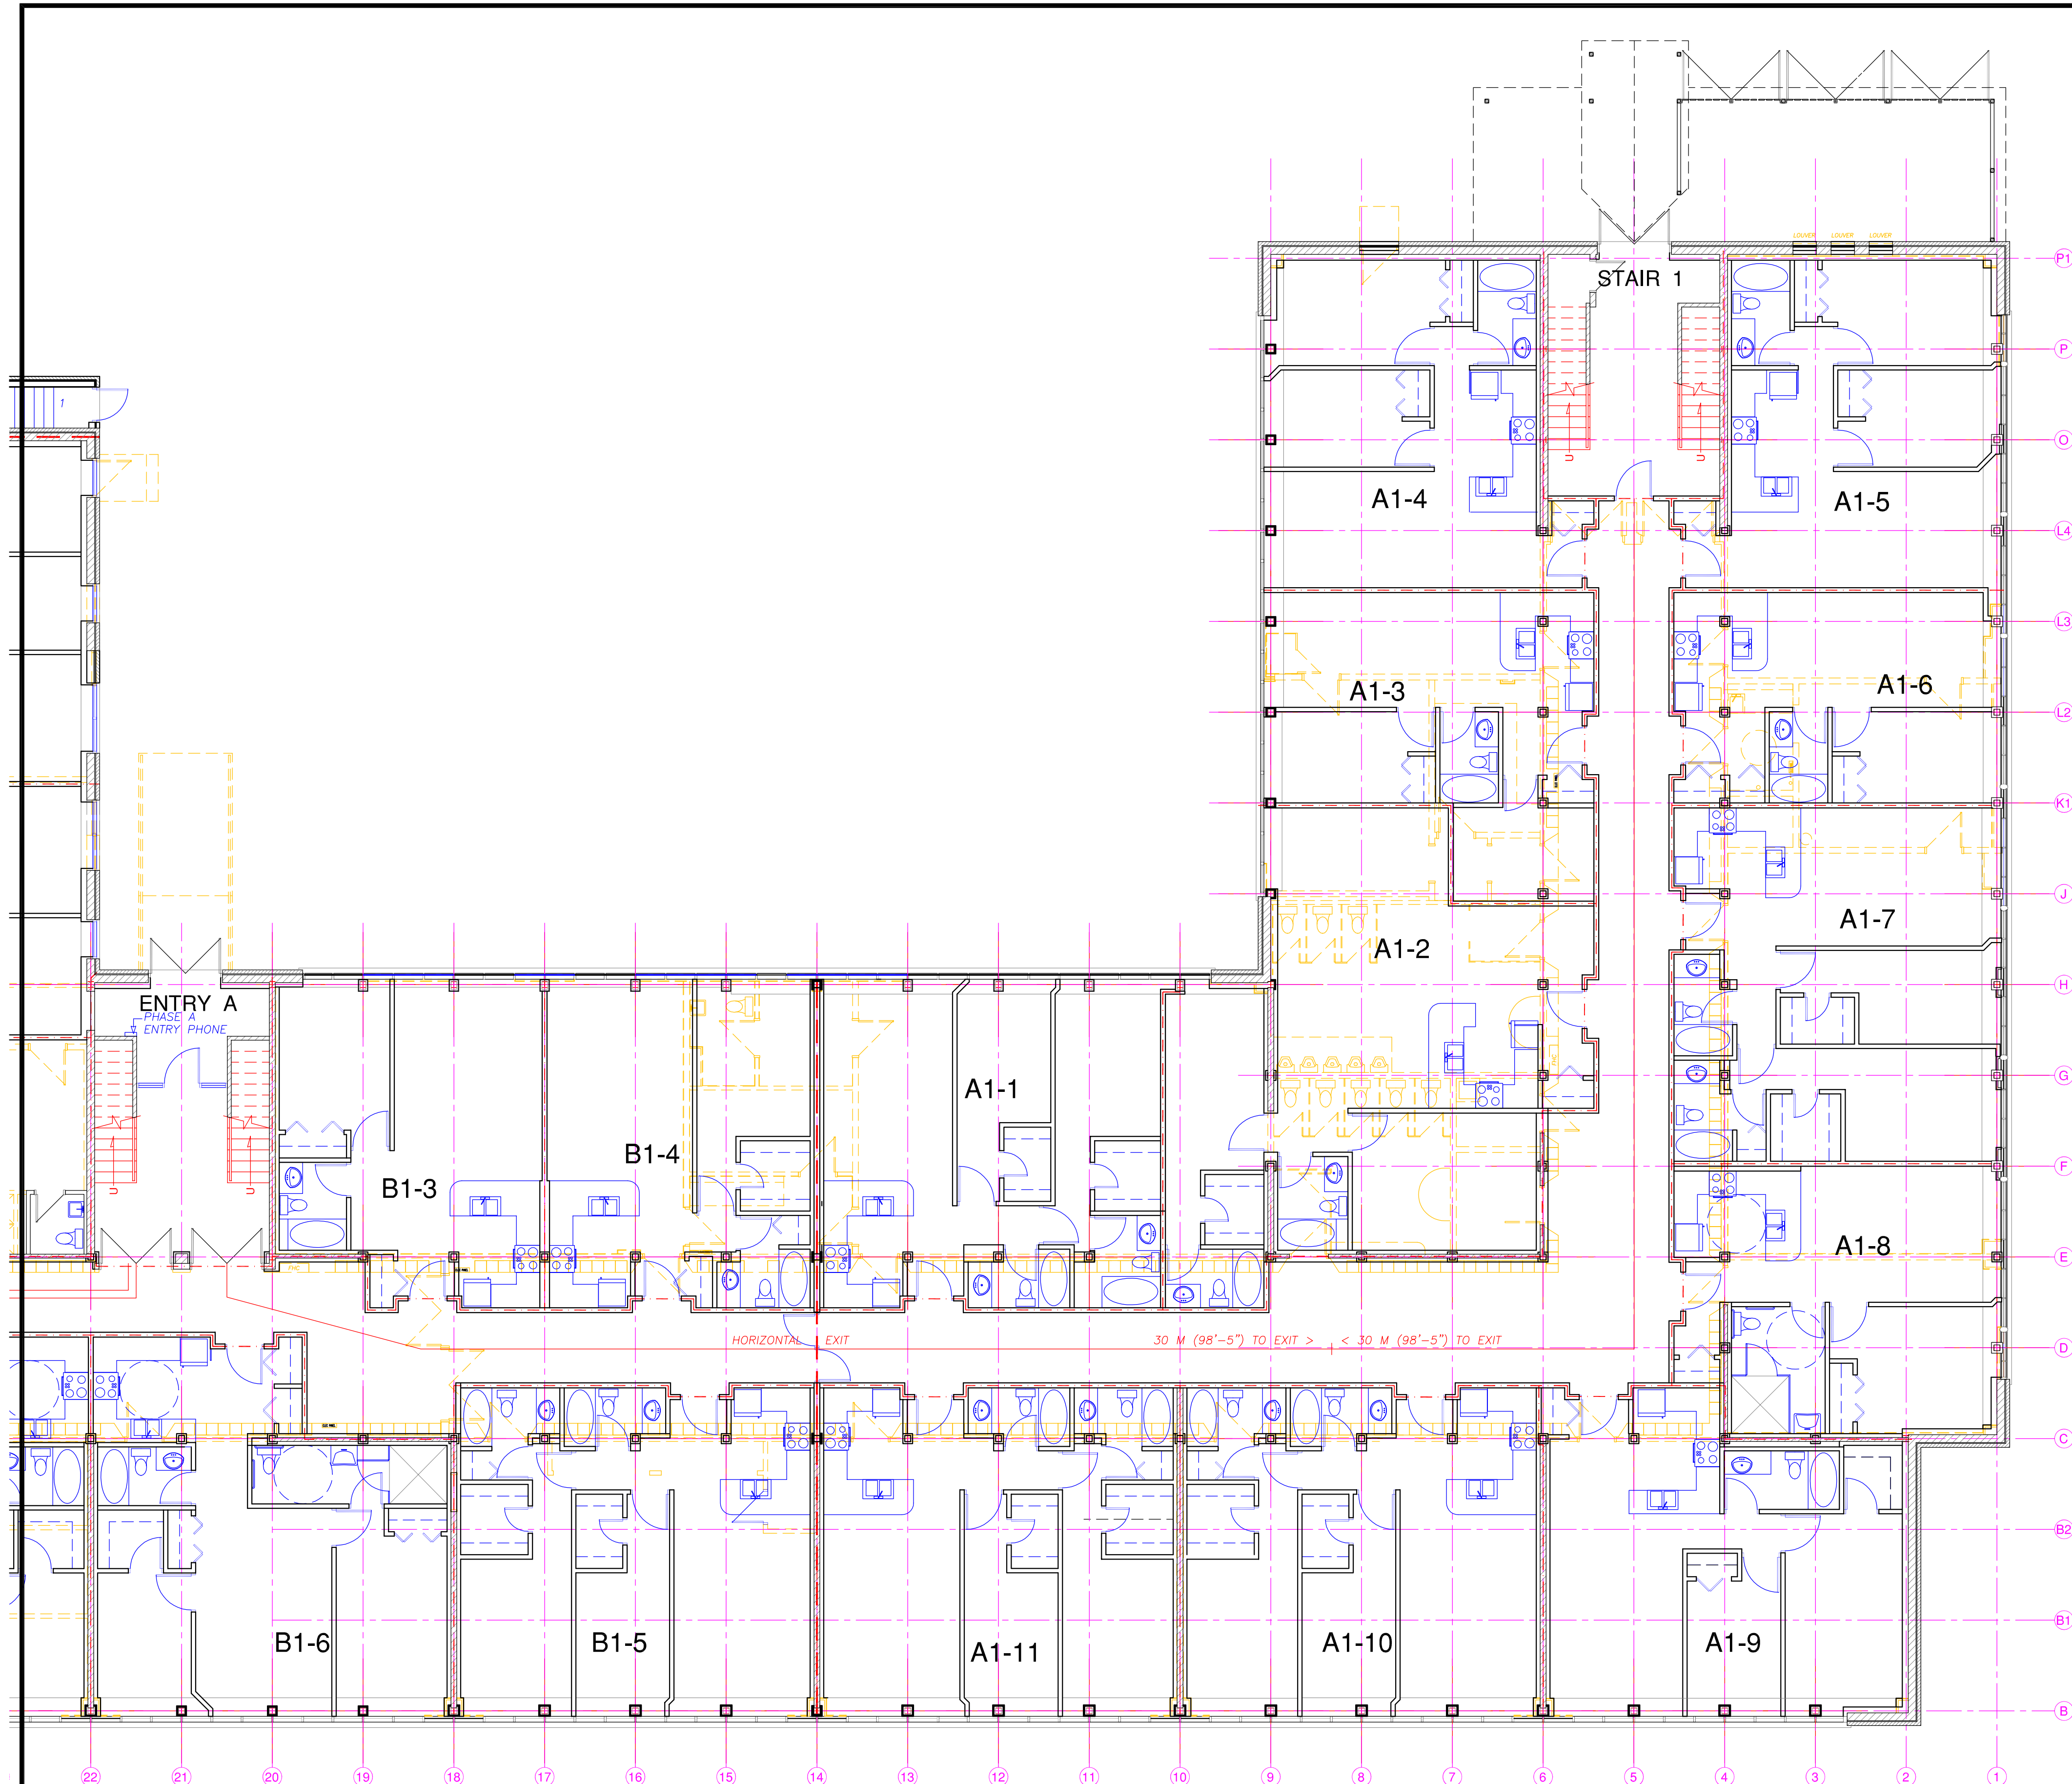 LOUVER LOUVER LOUVER
P1
STAIR 1
P
1
O
U U
A1-4
A1-5
L4
L3
A1-3
A1-6
L2
K1
J
A1-7
A1-2
H
ENTRY A
PHASE A
ENTRY PHONE
G
A1-1
B1-4
F
B1-3
U U
A1-8
E
FHC
HORIZONTAL EXIT
30 M (98'-5") TO EXIT >
< 30 M (98'-5") TO EXIT
D
C
B2
B1
B1-6
B1-5
A1-11
A1-10
A1-9
B
22 21 20 19 18 17 16 15 14 13 12 11 10 9 8 7 6 5 4 3 2 1